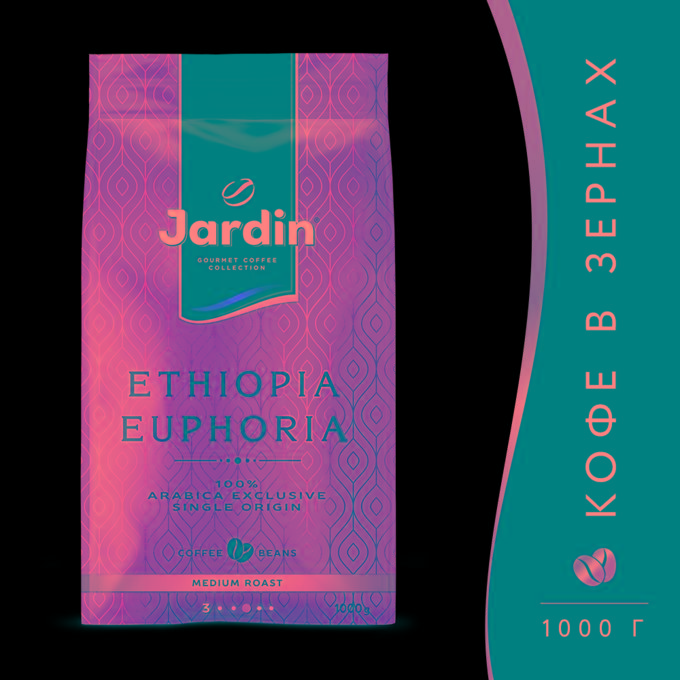 Jardin
GOURMET COFFEE
COLLECTION
ETHIOPIA
EUPHORIA
100%
ARABICA EXCLUSIVE
SINGLE ORIGIN
COFFEE BEANS
MEDIUM ROAST
3
1000g
КОФЕ В ЗЕРНАХ
1000 Г